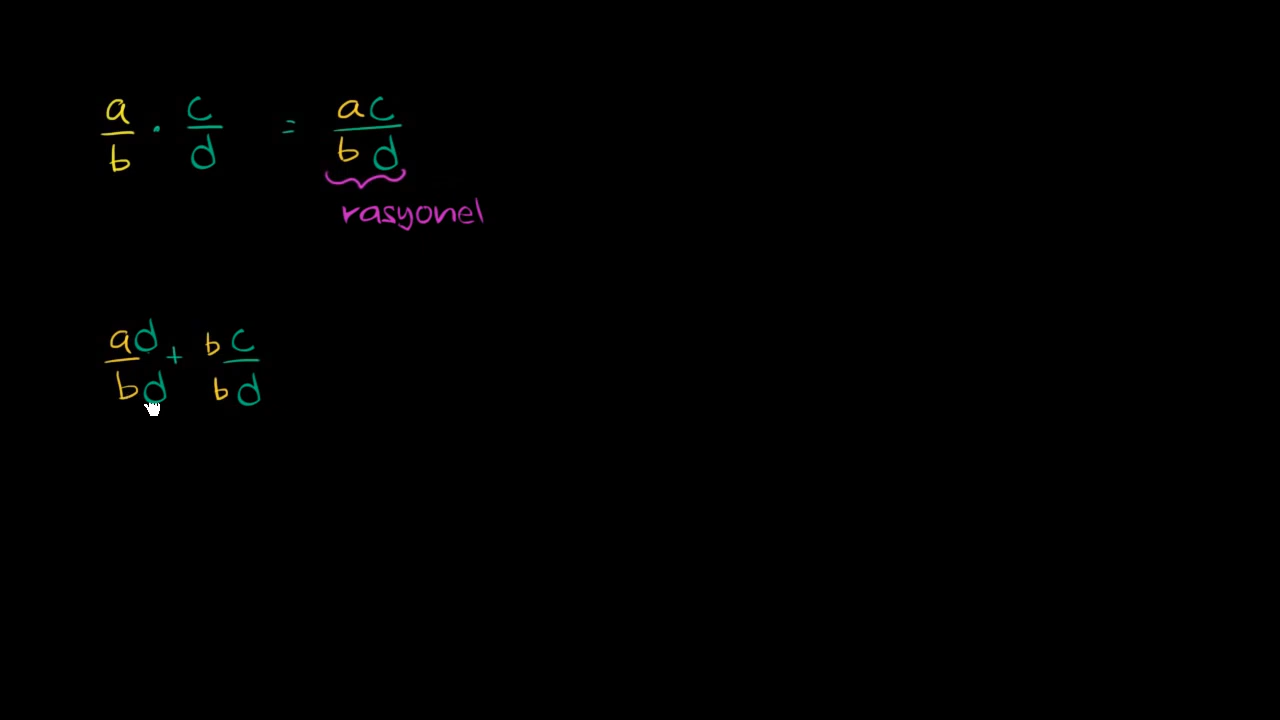 a/b · c/d = ac/bd
rasyonel
ad/bd + bc/bd